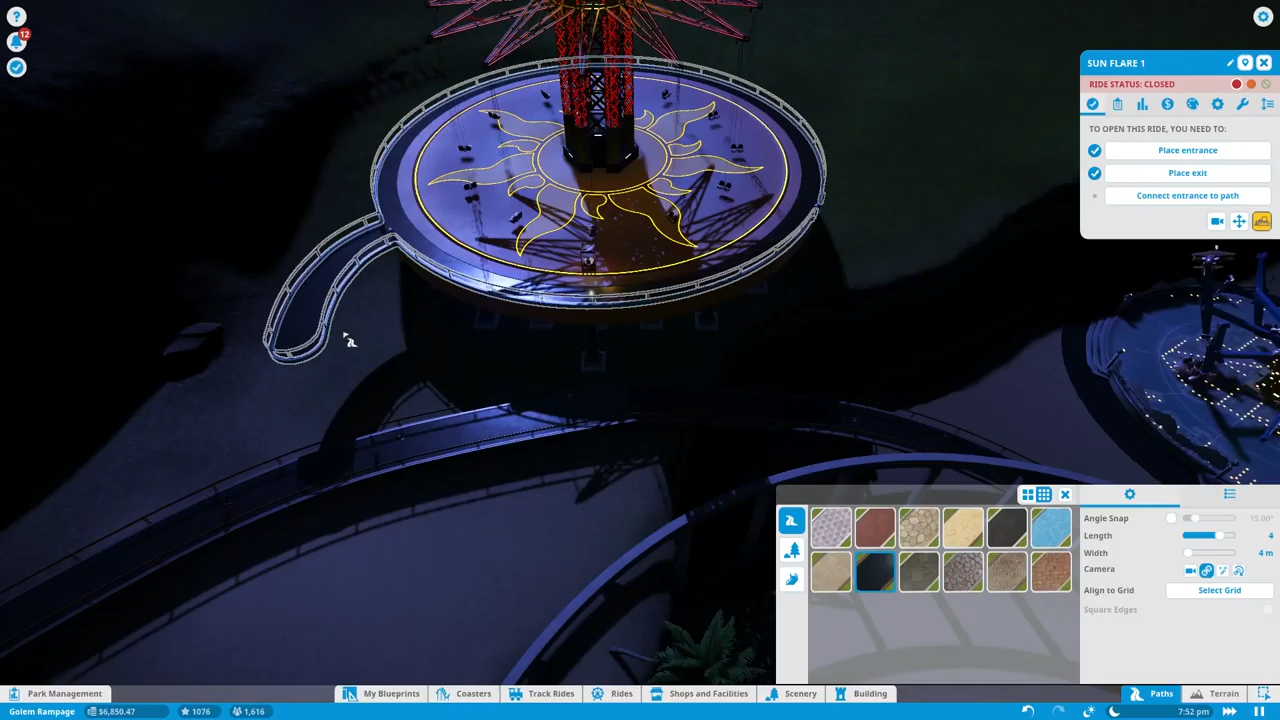 ?
12
SUN FLARE 1
RIDE STATUS: CLOSED
TO OPEN THIS RIDE, YOU NEED TO:
Place entrance
Place exit
Connect entrance to path
Angle Snap 15.00°
Length 4
Width 4 m
Camera
Align to Grid Select Grid
Square Edges
Park Management My Blueprints Coasters Track Rides Rides Shops and Facilities Scenery Building Paths Terrain
Golem Rampage $6,850.47 1076 1,616 7:52 pm